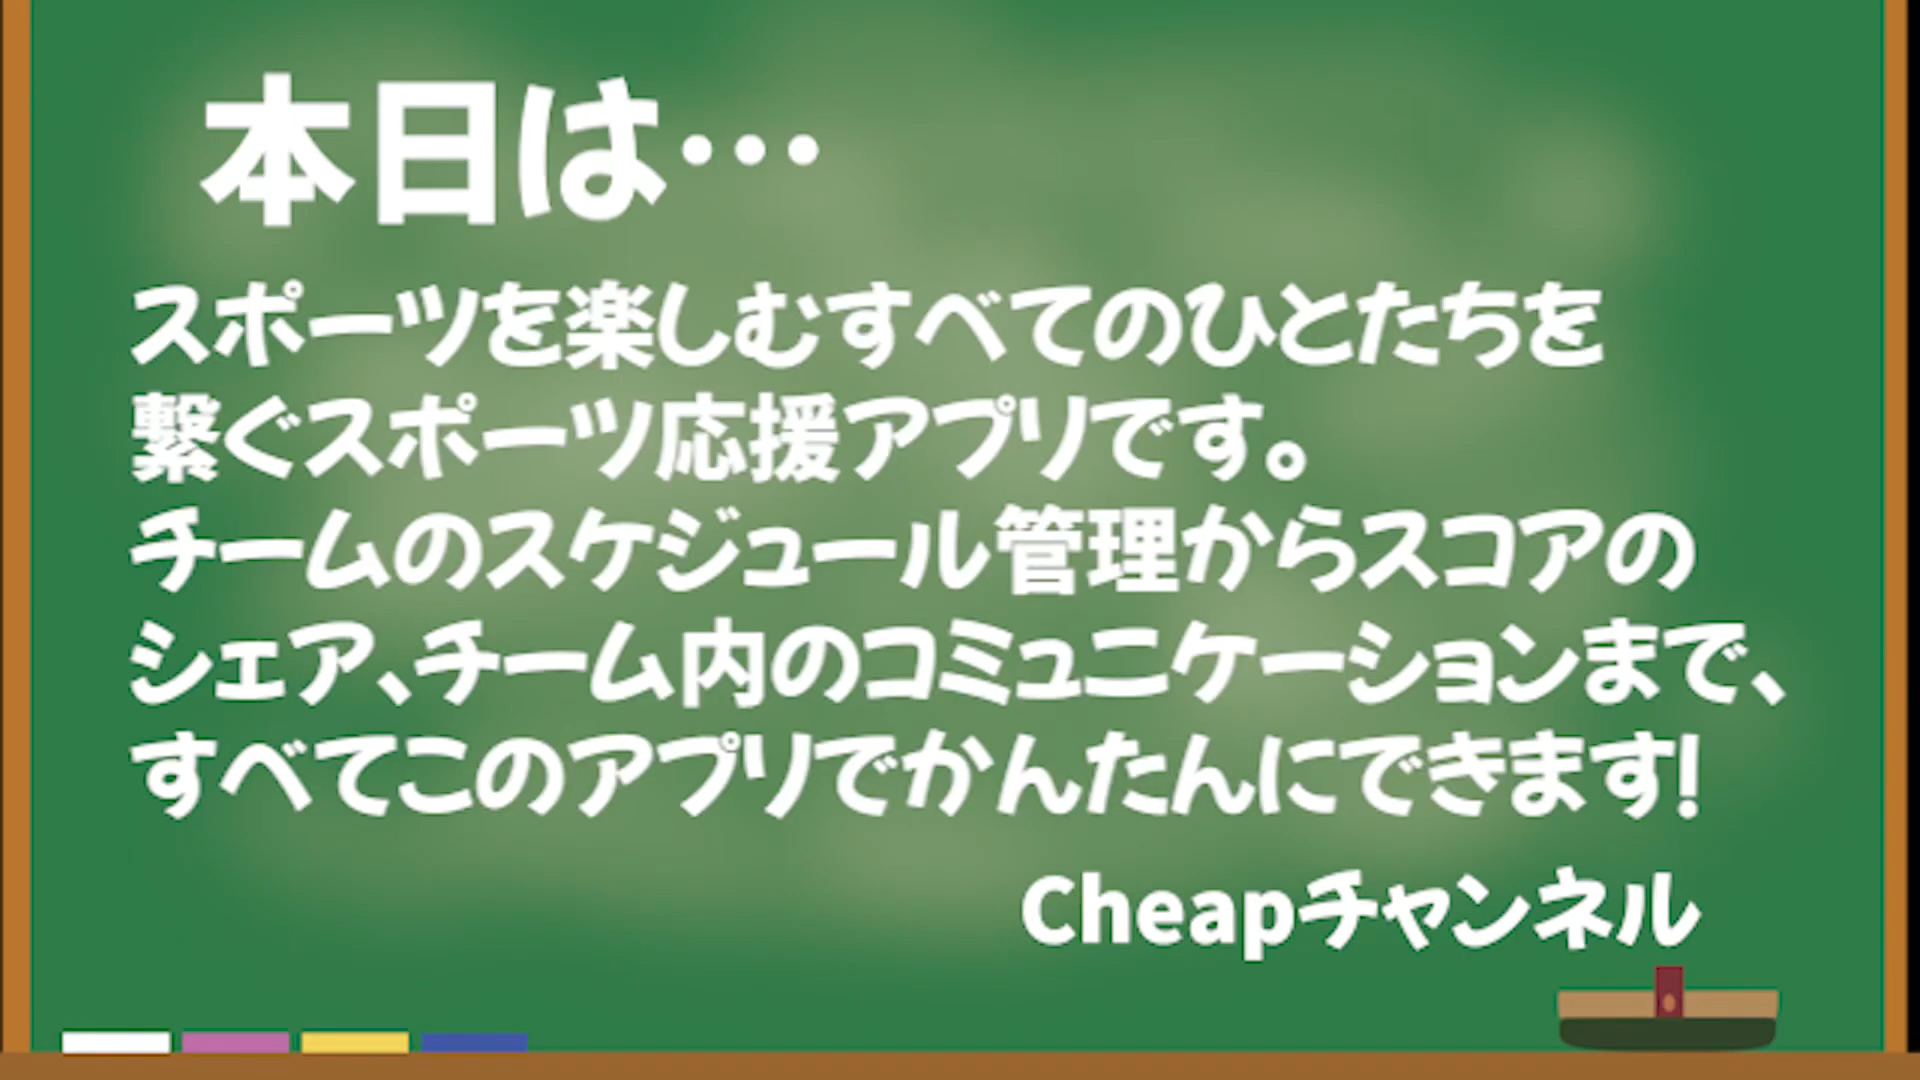 本日は…
スポーツを楽しむすべてのひとたちを
繋ぐスポーツ応援アプリです。
チームのスケジュール管理からスコアの
シェア、チーム内のコミュニケーションまで、
すべてこのアプリでかんたんにできます!
Cheapチャンネル